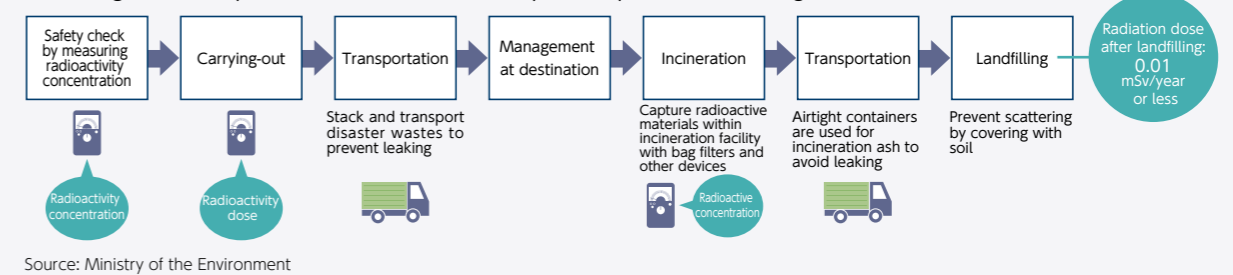 Safety check
by measuring
radioactivity
concentration
Carrying-out
Transportation
Management
at destination
Incineration
Transportation
Landfilling
Radiation dose
after landfilling:
0.01
mSv/year
or less
Stack and transport
disaster wastes to
prevent leaking
Capture radioactive
materials within
incineration facility
with bag filters and
other devices
Airtight containers
are used for
incineration ash to
avoid leaking
Prevent scattering
by covering with
soil
Radioactivity
concentration
Radioactivity
dose
Radioactive
concentration
Source: Ministry of the Environment